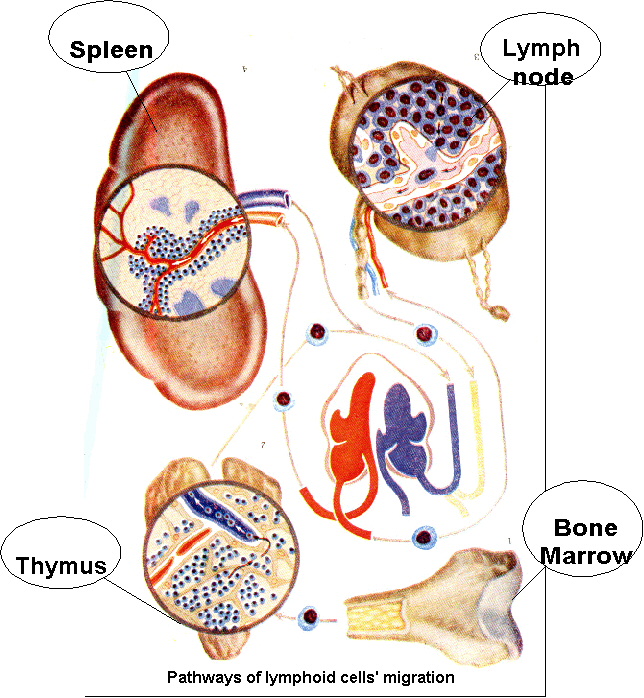 Spleen
Lymph
node
Thymus
Bone
Marrow
Pathways of lymphoid cells' migration